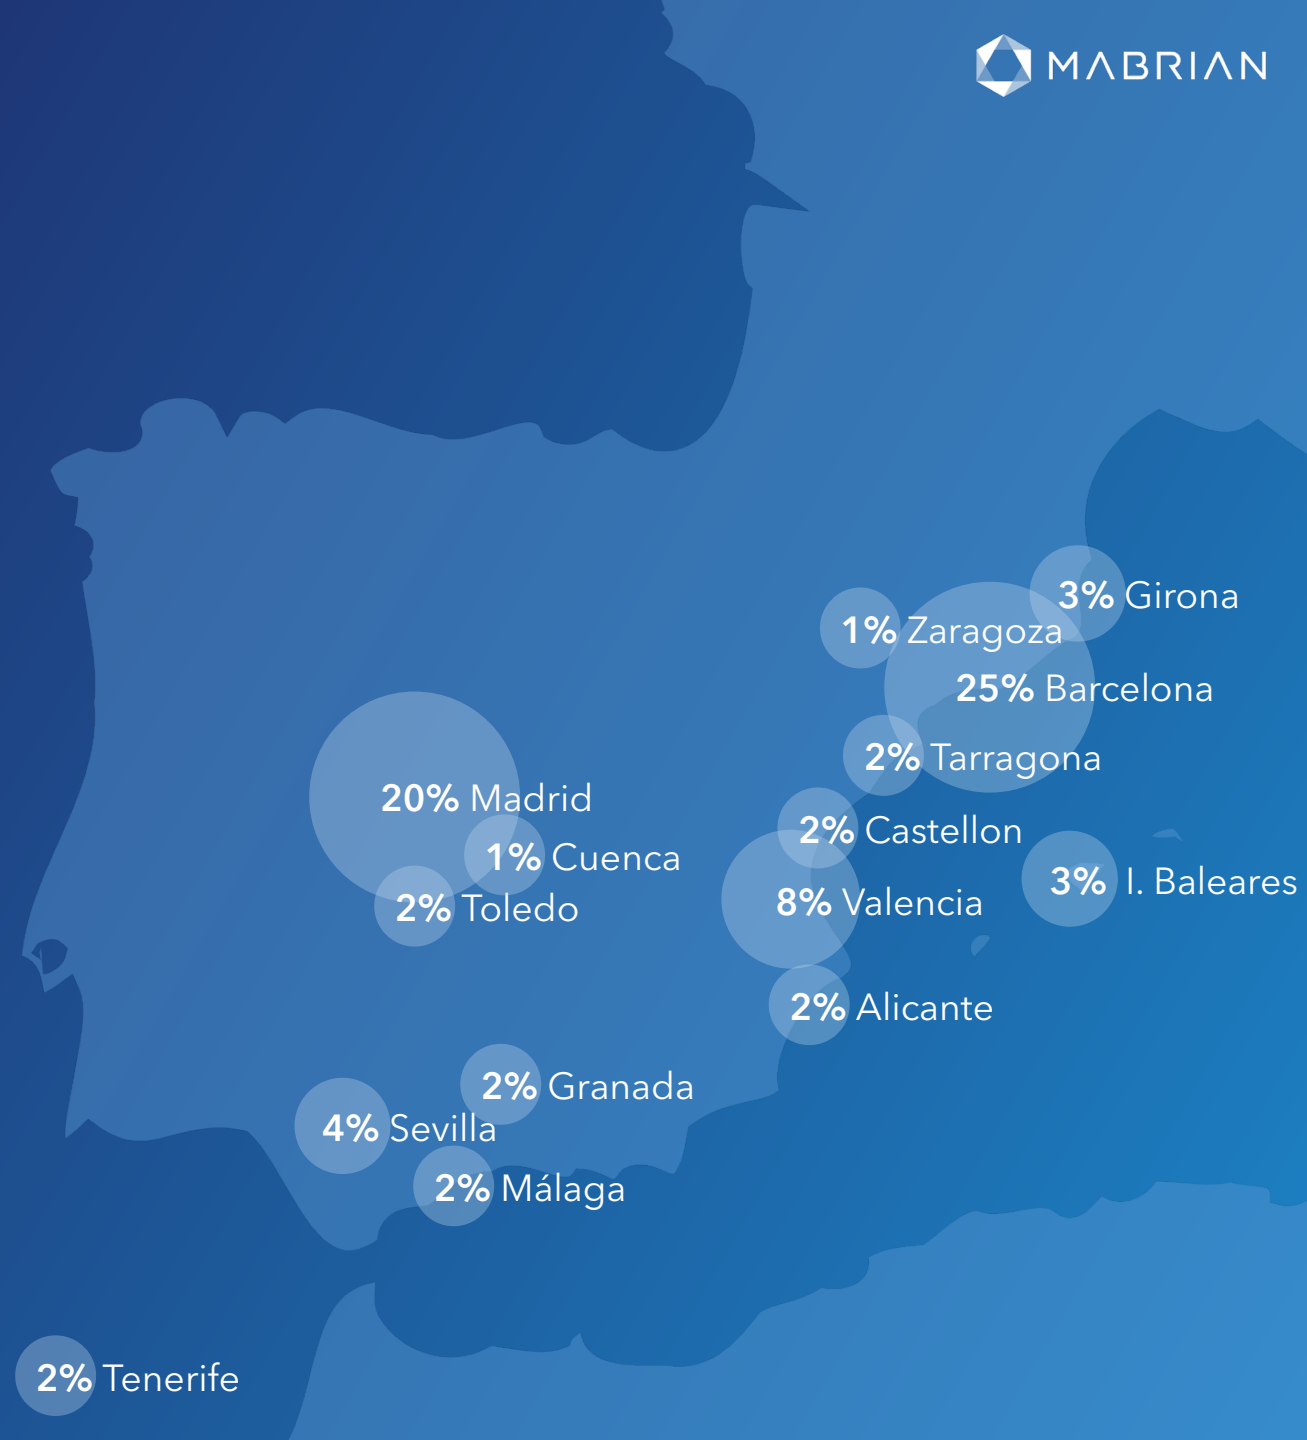 MABRIAN
3% Girona
1% Zaragoza
25% Barcelona
2% Tarragona
20% Madrid
2% Castellon
1% Cuenca
3% I. Baleares
8% Valencia
2% Toledo
2% Alicante
2% Granada
4% Sevilla
2% Málaga
2% Tenerife